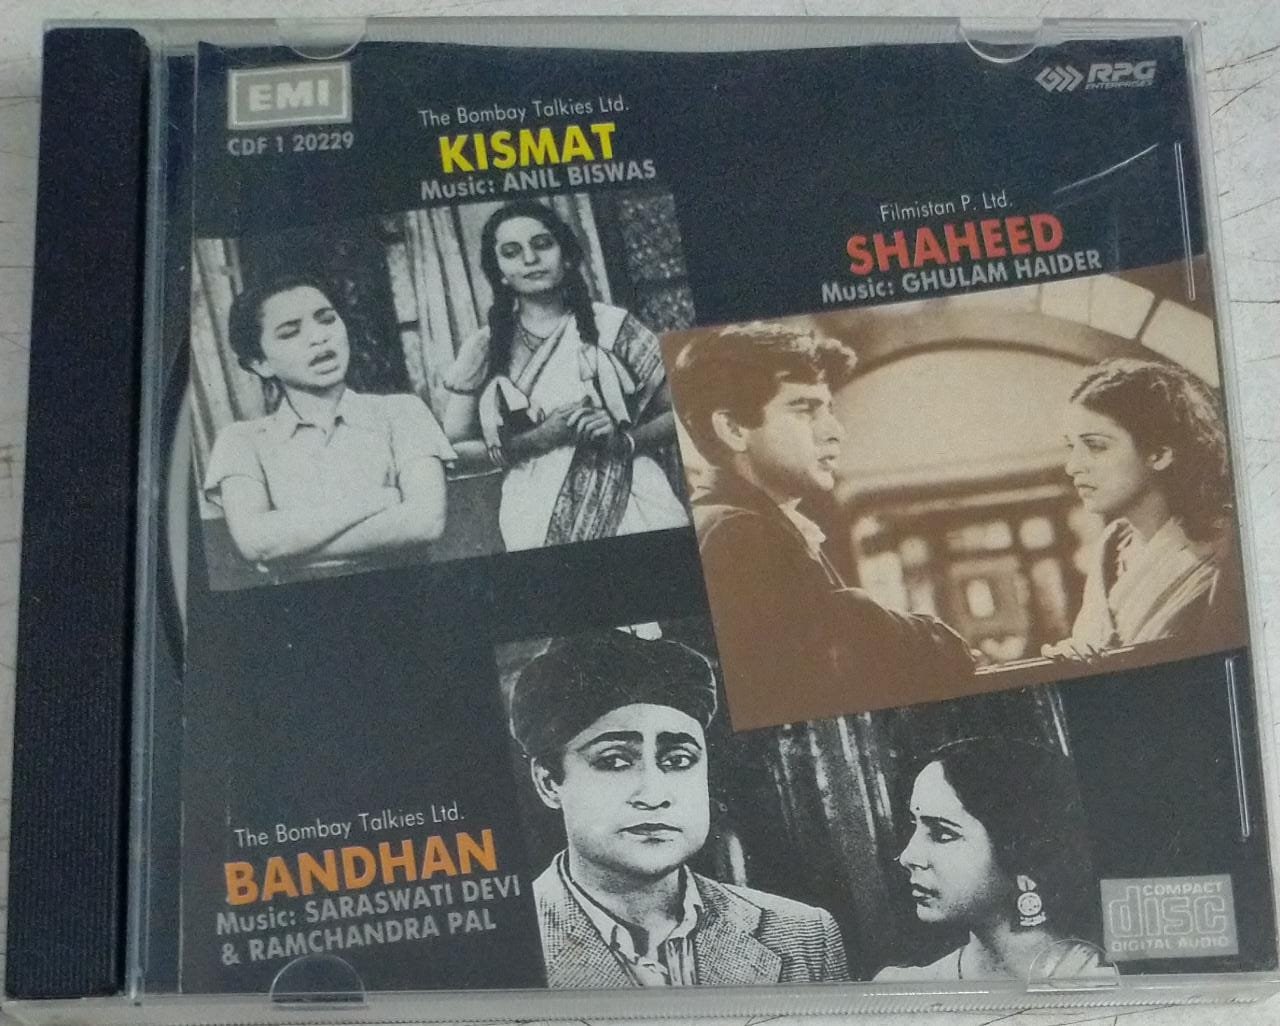 EMI
CDF 1 20229
The Bombay Talkies Ltd.
KISMAT
Music: ANIL BISWAS
RPG
ENTERPRISES
Filmistan P. Ltd.
SHAHEED
Music: GHULAM HAIDER
The Bombay Talkies Ltd.
BANDHAN
Music: SARASWATI DEVI
& RAMCHANDRA PAL
COMPACT
disc
DIGITAL AUDIO